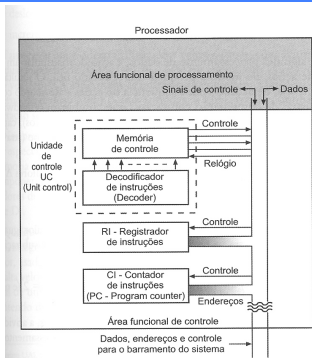 Processador
Área funcional de processamento
Sinais de controle
Dados
Controle
Memória
de controle
Unidade
de
controle
UC
(Unit control)
Relógio
Decodificador
de instruções
(Decoder)
Controle
RI - Registrador
de instruções
Controle
CI - Contador
de instruções
(PC - Program counter)
Endereços
Área funcional de controle
Dados, endereços e controle
para o barramento do sistema